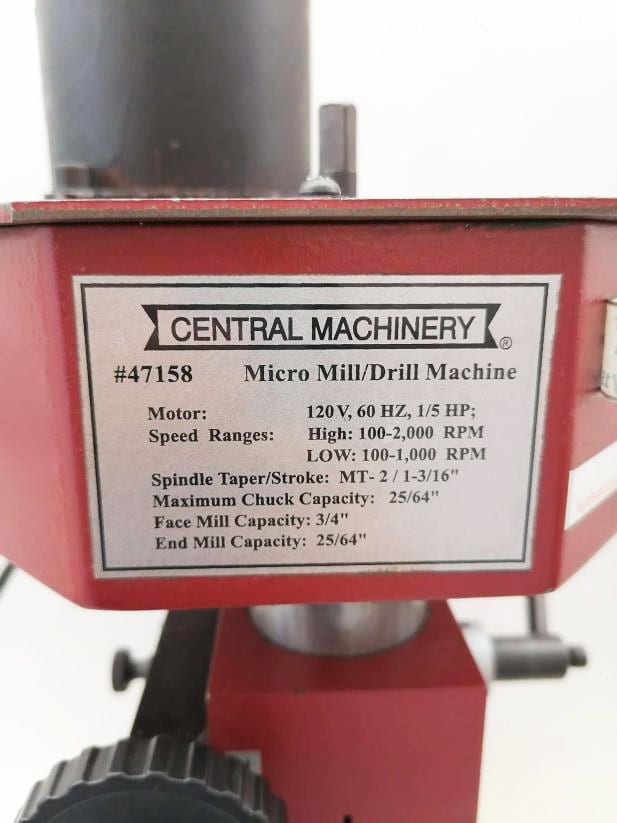 CENTRAL MACHINERY ®
#47158 Micro Mill/Drill Machine
Motor: 120V, 60 HZ, 1/5 HP;
Speed Ranges: High: 100-2,000 RPM
LOW: 100-1,000 RPM
Spindle Taper/Stroke: MT- 2 / 1-3/16"
Maximum Chuck Capacity: 25/64"
Face Mill Capacity: 3/4"
End Mill Capacity: 25/64"